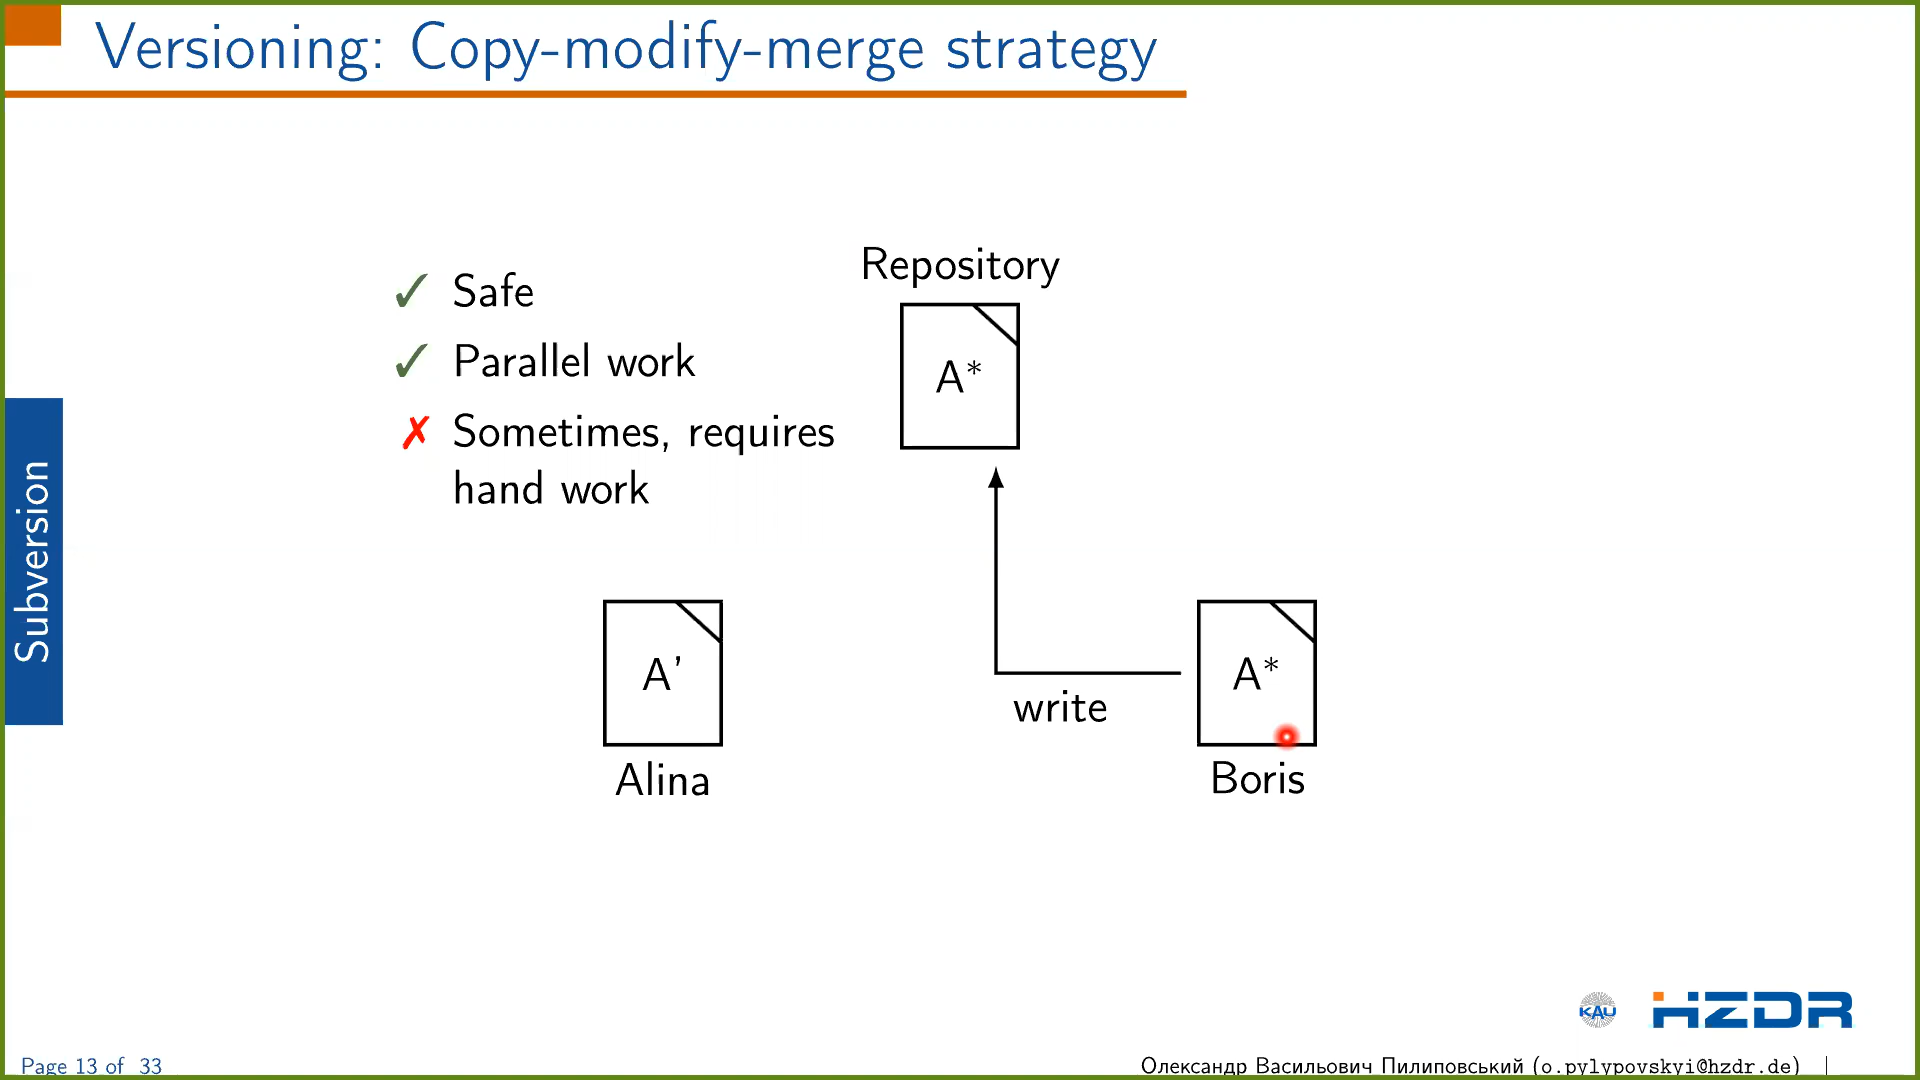 Versioning: Copy-modify-merge strategy
✓ Safe
✓ Parallel work
✗ Sometimes, requires
hand work
Repository
A*
Subversion
A'
write
A*
Alina
Boris
KAU
HZDR
Page 13 of 33
Олександр Васильович Пилиповський (o.pylypovskyi@hzdr.de) |